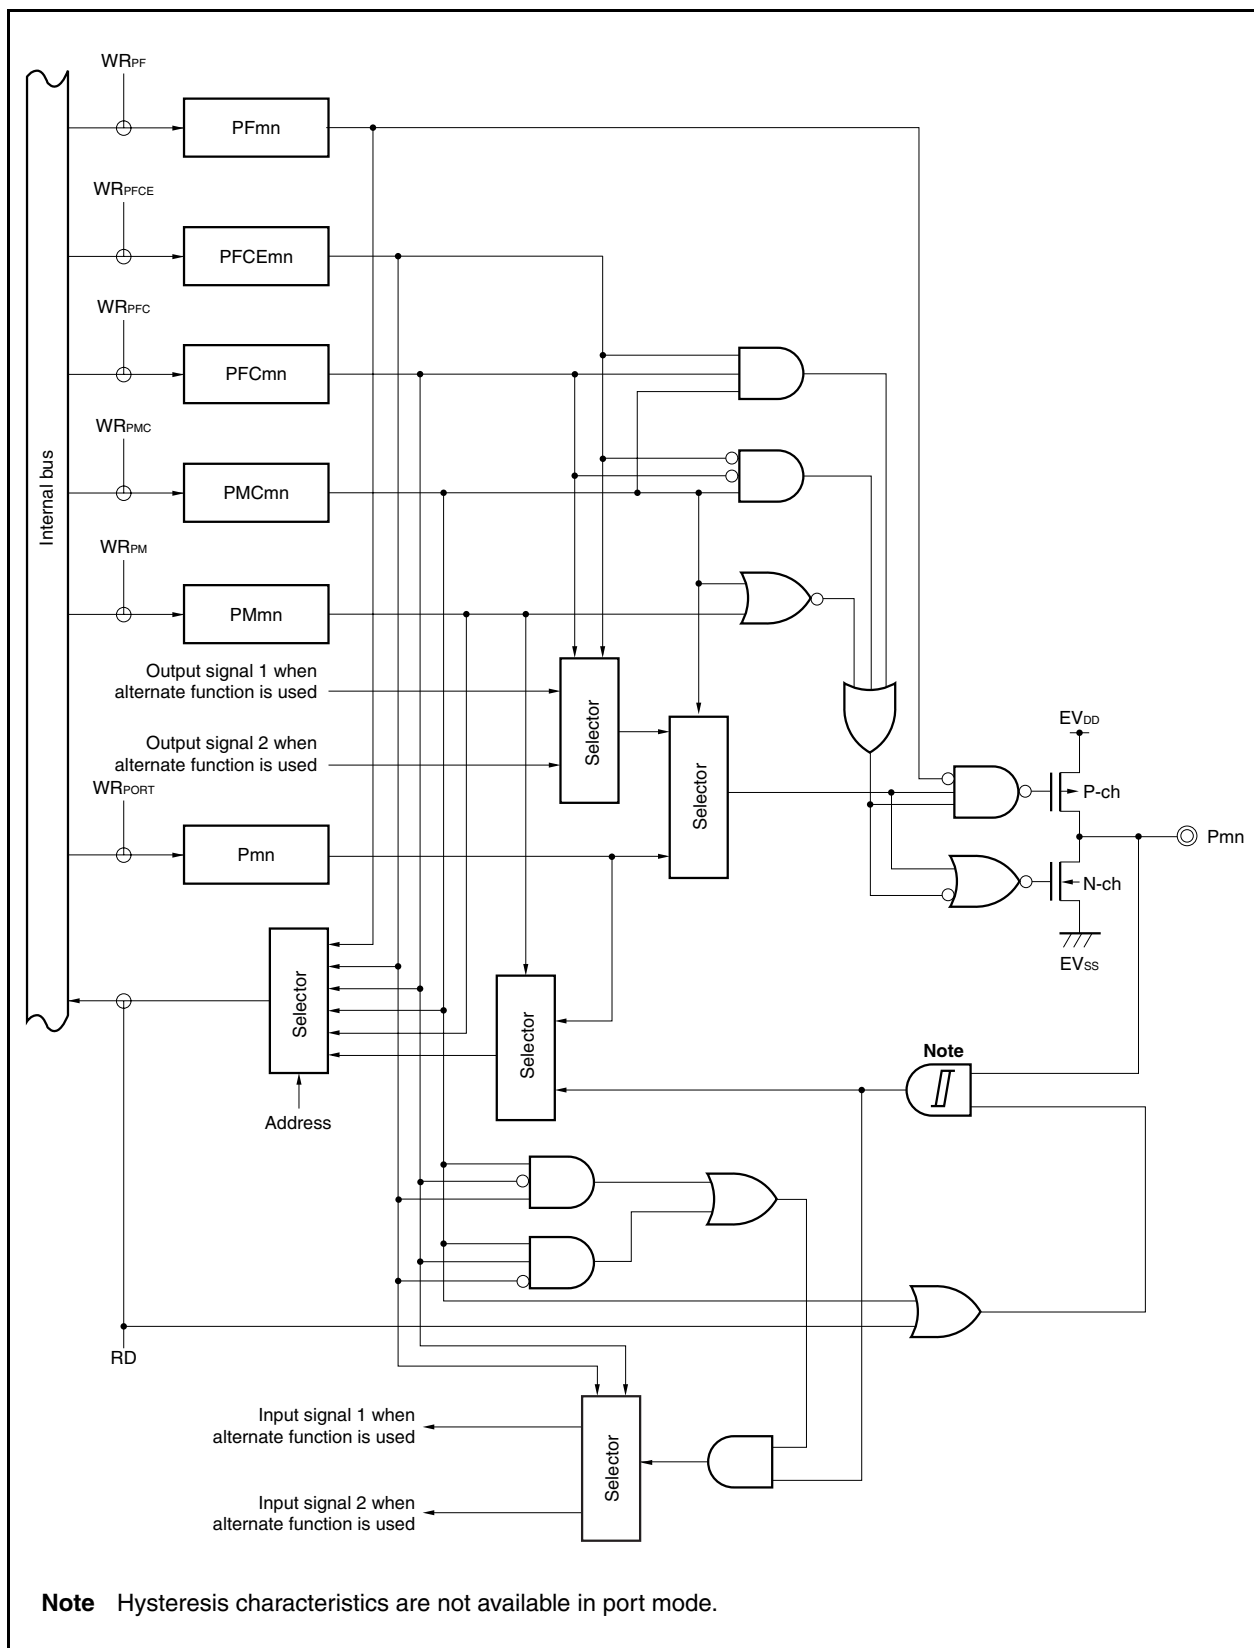 WRPF
PFmn
WRPFCE
PFCEmn
WRPFC
PFCmn
WRPMC
PMCmn
Internal bus
WRPM
PMmn
Output signal 1 when
alternate function is used
Output signal 2 when
alternate function is used
Selector
Selector
WRPORT
Pmn
EVDD
P-ch
Pmn
N-ch
EVSS
Selector
Selector
Address
Note
RD
Input signal 1 when
alternate function is used
Input signal 2 when
alternate function is used
Selector
Note Hysteresis characteristics are not available in port mode.